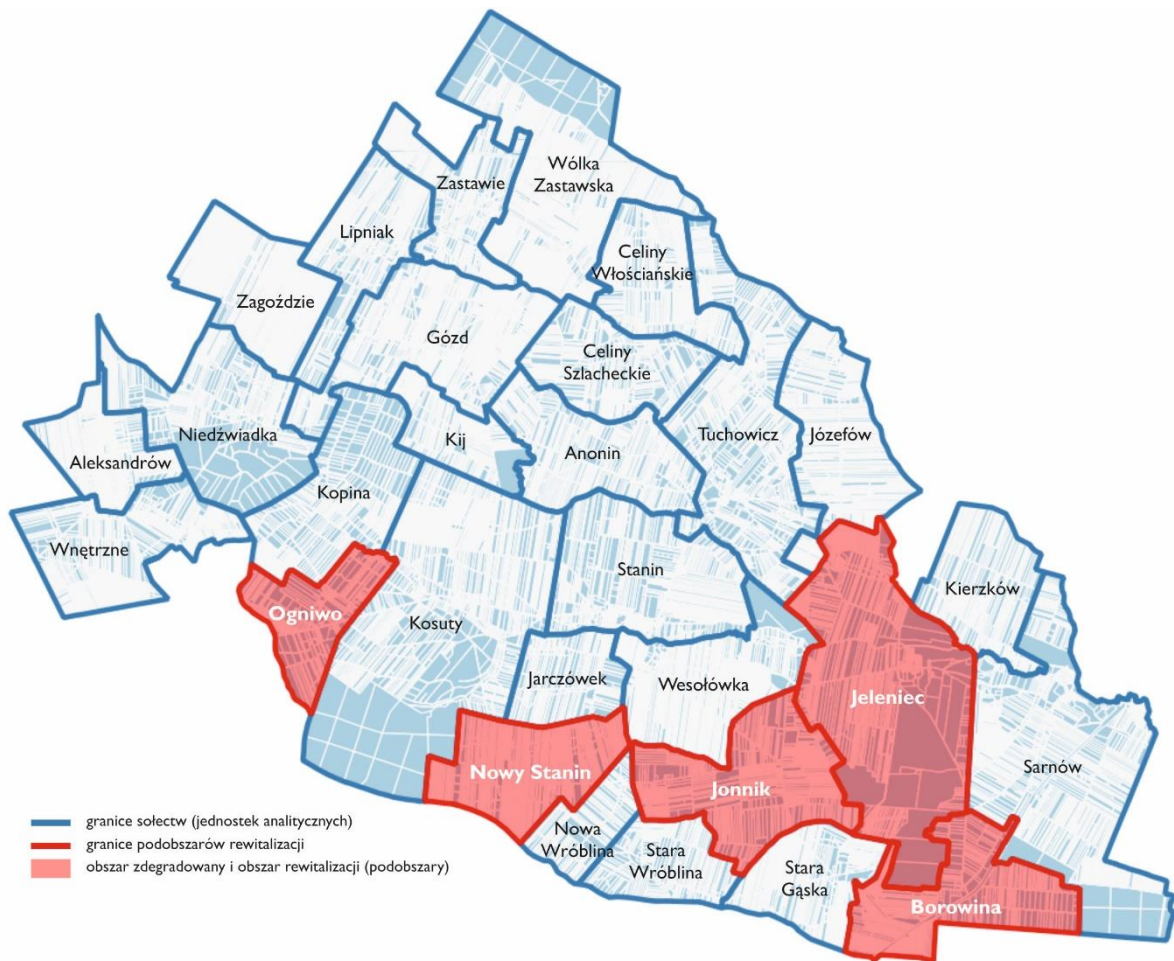 Wólka
Zastawska
Zastawie
Lipniak
Celiny
Włościańskie
Zagoździe
Gózd
Celiny
Szlacheckie
Niedźwiadka
Kij
Anonin
Tuchowicz
Józefów
Aleksandrów
Kopina
Wnętrzne
Stanin
Kierzków
Ogniwo
Kosuty
Jarczówek
Wesołówka
Jeleniec
Nowy Stanin
Jonnik
Sarnów
Nowa
Wróblina
Stara
Wróblina
Stara
Gąska
Borowina
granice sołectw (jednostek analitycznych)
granice podobszarów rewitalizacji
obszar zdegradowany i obszar rewitalizacji (podobszary)